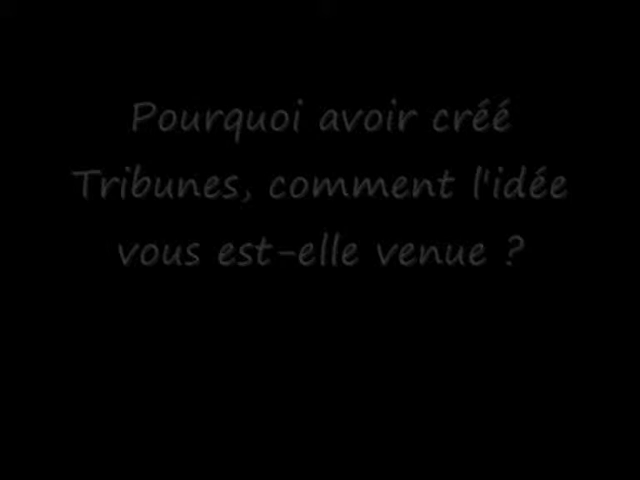 Pourquoi avoir créé
Tribunes, comment l'idée
vous est-elle venue ?